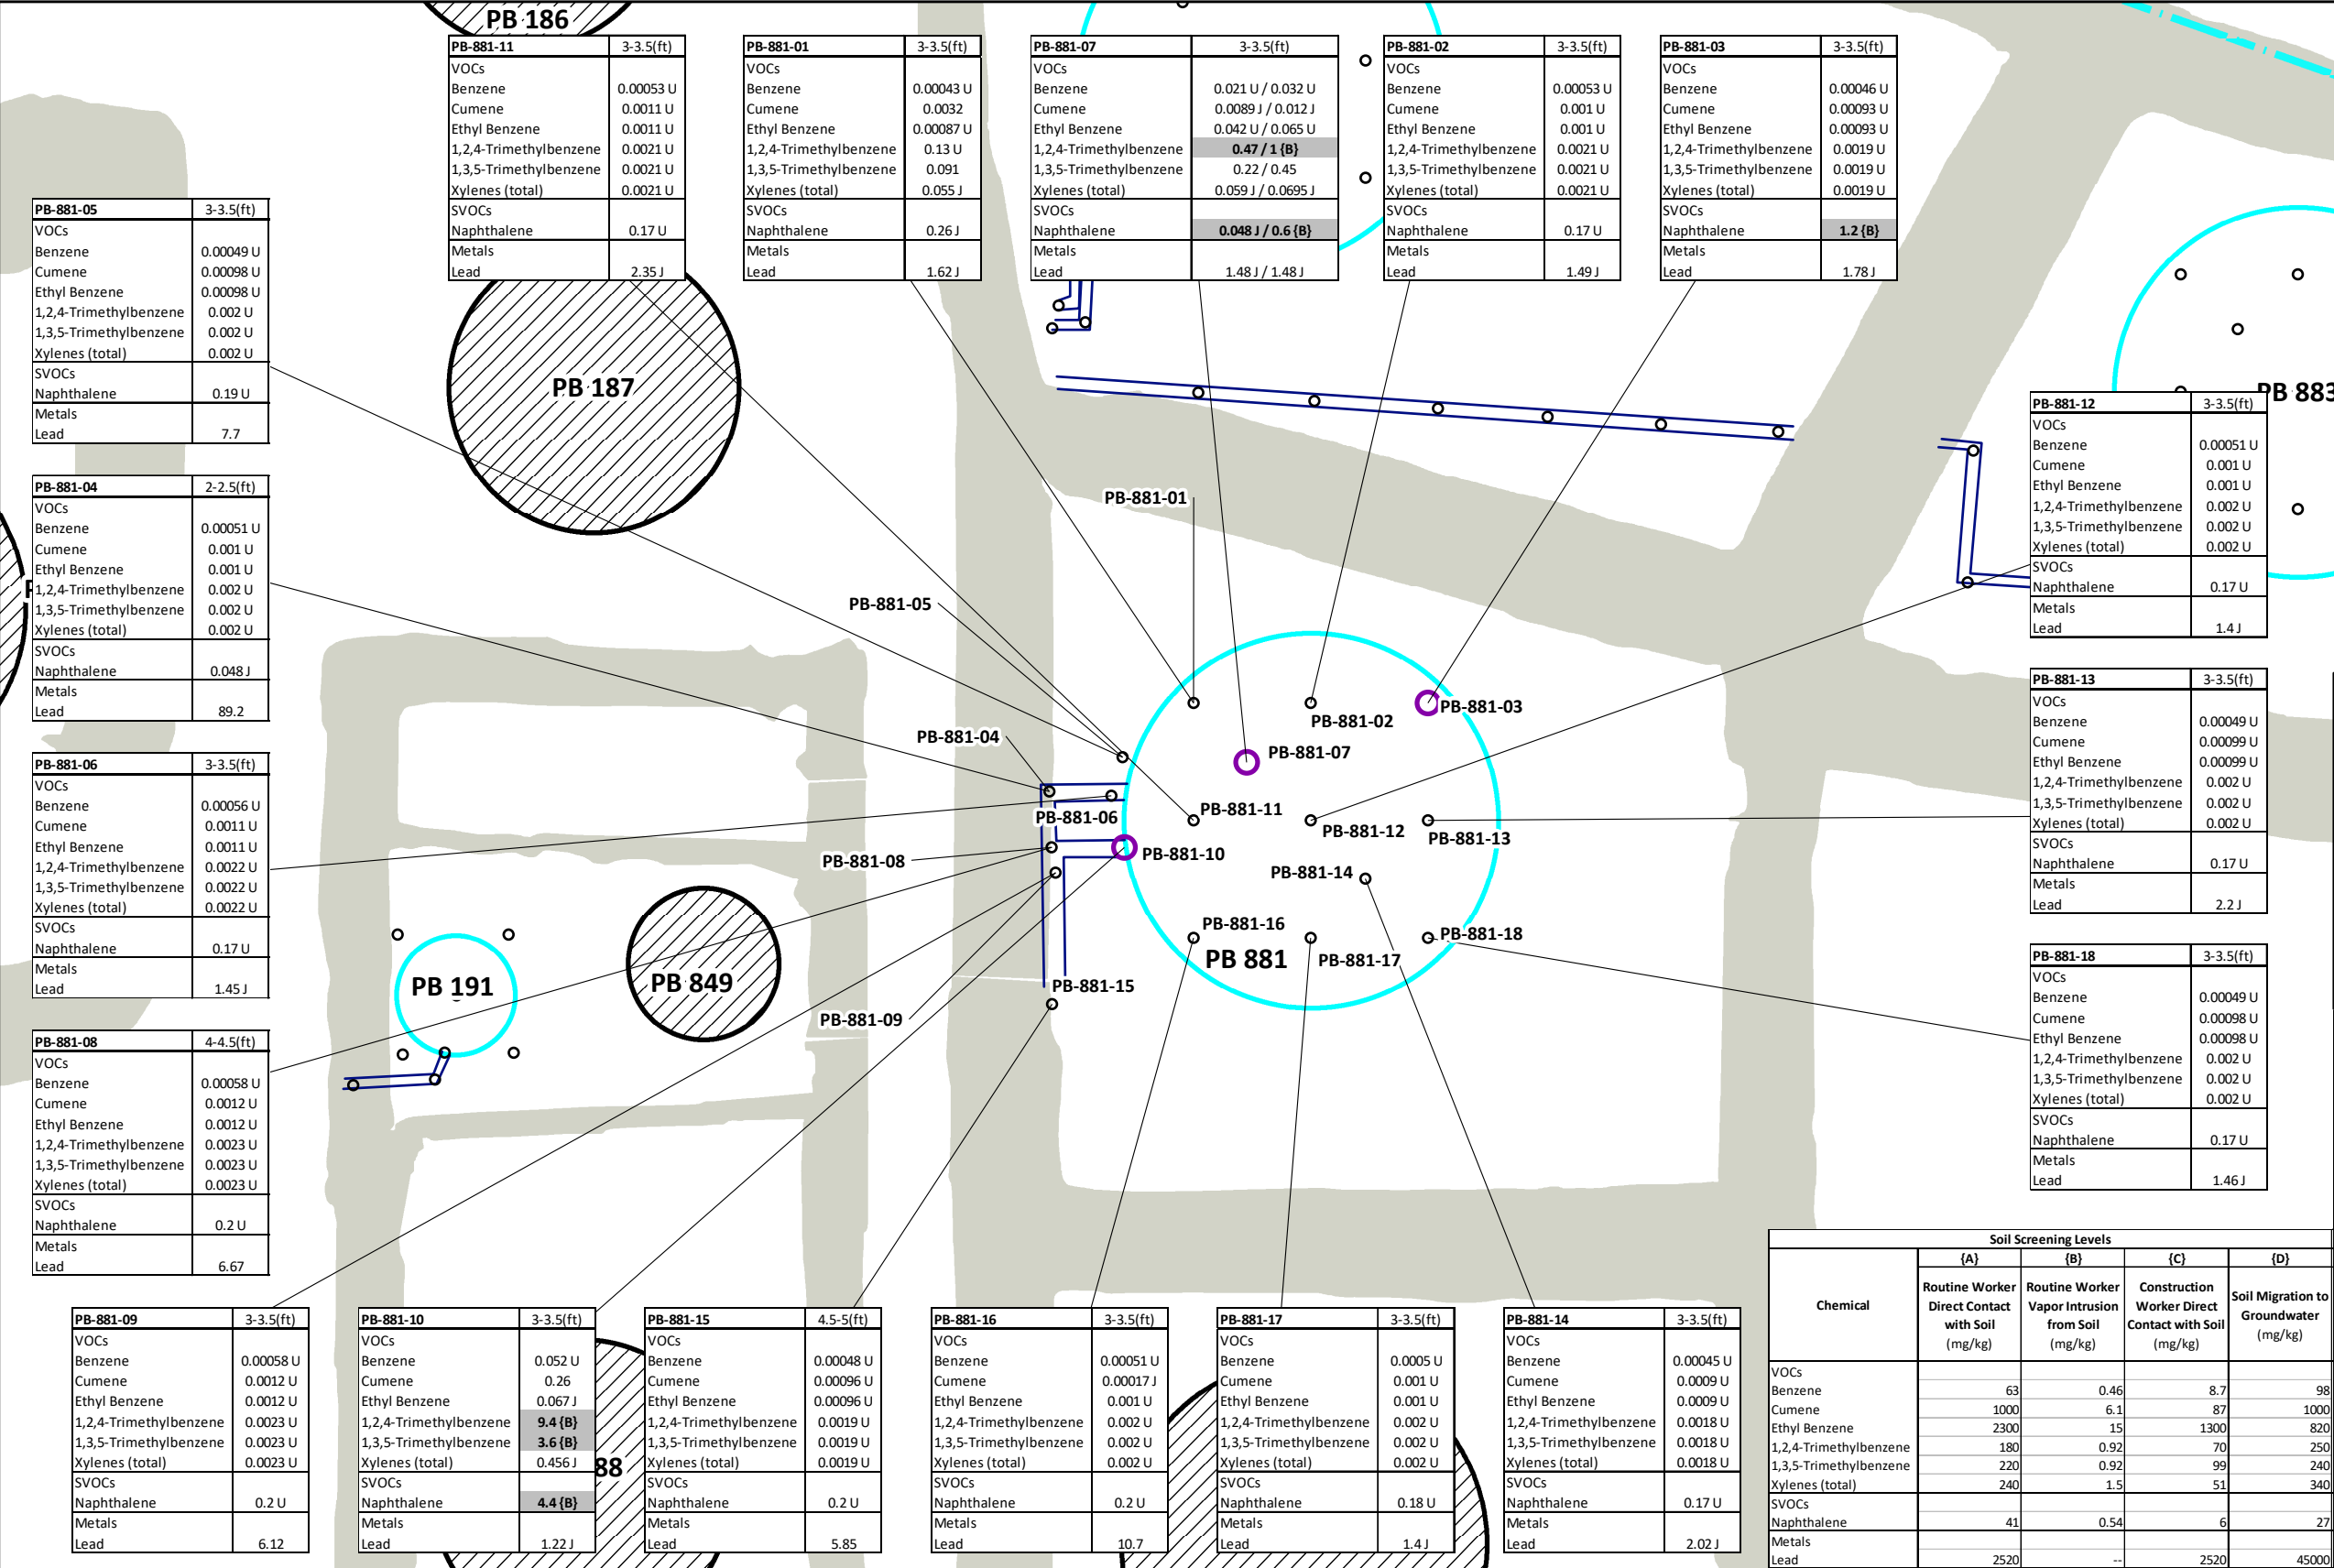 PB 186
PB-881-11 3-3.5(ft)
VOCs
Benzene 0.00053 U
Cumene 0.0011 U
Ethyl Benzene 0.0011 U
1,2,4-Trimethylbenzene 0.0021 U
1,3,5-Trimethylbenzene 0.0021 U
Xylenes (total) 0.0021 U
SVOCs
Naphthalene 0.17 U
Metals
Lead 2.35 J
PB-881-01 3-3.5(ft)
VOCs
Benzene 0.00043 U
Cumene 0.0032
Ethyl Benzene 0.00087 U
1,2,4-Trimethylbenzene 0.13 U
1,3,5-Trimethylbenzene 0.091
Xylenes (total) 0.055 J
SVOCs
Naphthalene 0.26 J
Metals
Lead 1.62 J
PB-881-07 3-3.5(ft)
VOCs
Benzene 0.021 U / 0.032 U
Cumene 0.0089 J / 0.012 J
Ethyl Benzene 0.042 U / 0.065 U
1,2,4-Trimethylbenzene 0.47 / 1 {B}
1,3,5-Trimethylbenzene 0.22 / 0.45
Xylenes (total) 0.059 J / 0.0695 J
SVOCs
Naphthalene 0.048 J / 0.6 {B}
Metals
Lead 1.48 J / 1.48 J
PB-881-02 3-3.5(ft)
VOCs
Benzene 0.00053 U
Cumene 0.001 U
Ethyl Benzene 0.001 U
1,2,4-Trimethylbenzene 0.0021 U
1,3,5-Trimethylbenzene 0.0021 U
Xylenes (total) 0.0021 U
SVOCs
Naphthalene 0.17 U
Metals
Lead 1.49 J
PB-881-03 3-3.5(ft)
VOCs
Benzene 0.00046 U
Cumene 0.00093 U
Ethyl Benzene 0.00093 U
1,2,4-Trimethylbenzene 0.0019 U
1,3,5-Trimethylbenzene 0.0019 U
Xylenes (total) 0.0019 U
SVOCs
Naphthalene 1.2 {B}
Metals
Lead 1.78 J
PB-881-05 3-3.5(ft)
VOCs
Benzene 0.00049 U
Cumene 0.00098 U
Ethyl Benzene 0.00098 U
1,2,4-Trimethylbenzene 0.002 U
1,3,5-Trimethylbenzene 0.002 U
Xylenes (total) 0.002 U
SVOCs
Naphthalene 0.19 U
Metals
Lead 7.7
PB 187
PB 883
PB-881-12 3-3.5(ft)
VOCs
Benzene 0.00051 U
Cumene 0.001 U
Ethyl Benzene 0.001 U
1,2,4-Trimethylbenzene 0.002 U
1,3,5-Trimethylbenzene 0.002 U
Xylenes (total) 0.002 U
SVOCs
Naphthalene 0.17 U
Metals
Lead 1.4 J
PB-881-04 2-2.5(ft)
VOCs
Benzene 0.00051 U
Cumene 0.001 U
Ethyl Benzene 0.001 U
1,2,4-Trimethylbenzene 0.002 U
1,3,5-Trimethylbenzene 0.002 U
Xylenes (total) 0.002 U
SVOCs
Naphthalene 0.048 J
Metals
Lead 89.2
PB-881-01
PB-881-05
PB-881-13 3-3.5(ft)
VOCs
Benzene 0.00049 U
Cumene 0.00099 U
Ethyl Benzene 0.00099 U
1,2,4-Trimethylbenzene 0.002 U
1,3,5-Trimethylbenzene 0.002 U
Xylenes (total) 0.002 U
SVOCs
Naphthalene 0.17 U
Metals
Lead 2.2 J
PB-881-03
PB-881-02
PB-881-04
PB-881-07
PB-881-06 3-3.5(ft)
VOCs
Benzene 0.00056 U
Cumene 0.0011 U
Ethyl Benzene 0.0011 U
1,2,4-Trimethylbenzene 0.0022 U
1,3,5-Trimethylbenzene 0.0022 U
Xylenes (total) 0.0022 U
SVOCs
Naphthalene 0.17 U
Metals
Lead 1.45 J
PB-881-11
PB-881-06
PB-881-12
PB-881-13
PB-881-10
PB-881-08
PB-881-14
PB-881-16
PB-881-18
PB 881
PB-881-17
PB 191
PB 849
PB-881-15
PB-881-09
PB-881-18 3-3.5(ft)
VOCs
Benzene 0.00049 U
Cumene 0.00098 U
Ethyl Benzene 0.00098 U
1,2,4-Trimethylbenzene 0.002 U
1,3,5-Trimethylbenzene 0.002 U
Xylenes (total) 0.002 U
SVOCs
Naphthalene 0.17 U
Metals
Lead 1.46 J
PB-881-08 4-4.5(ft)
VOCs
Benzene 0.00058 U
Cumene 0.0012 U
Ethyl Benzene 0.0012 U
1,2,4-Trimethylbenzene 0.0023 U
1,3,5-Trimethylbenzene 0.0023 U
Xylenes (total) 0.0023 U
SVOCs
Naphthalene 0.2 U
Metals
Lead 6.67
PB-881-09 3-3.5(ft)
VOCs
Benzene 0.00058 U
Cumene 0.0012 U
Ethyl Benzene 0.0012 U
1,2,4-Trimethylbenzene 0.0023 U
1,3,5-Trimethylbenzene 0.0023 U
Xylenes (total) 0.0023 U
SVOCs
Naphthalene 0.2 U
Metals
Lead 6.12
PB-881-10 3-3.5(ft)
VOCs
Benzene 0.052 U
Cumene 0.26
Ethyl Benzene 0.067 J
1,2,4-Trimethylbenzene 9.4 {B}
1,3,5-Trimethylbenzene 3.6 {B}
Xylenes (total) 0.456 J
SVOCs
Naphthalene 4.4 {B}
Metals
Lead 1.22 J
88
PB-881-15 4.5-5(ft)
VOCs
Benzene 0.00048 U
Cumene 0.00096 U
Ethyl Benzene 0.00096 U
1,2,4-Trimethylbenzene 0.0019 U
1,3,5-Trimethylbenzene 0.0019 U
Xylenes (total) 0.0019 U
SVOCs
Naphthalene 0.2 U
Metals
Lead 5.85
PB-881-16 3-3.5(ft)
VOCs
Benzene 0.00051 U
Cumene 0.00017 J
Ethyl Benzene 0.001 U
1,2,4-Trimethylbenzene 0.002 U
1,3,5-Trimethylbenzene 0.002 U
Xylenes (total) 0.002 U
SVOCs
Naphthalene 0.2 U
Metals
Lead 10.7
PB-881-17 3-3.5(ft)
VOCs
Benzene 0.0005 U
Cumene 0.001 U
Ethyl Benzene 0.001 U
1,2,4-Trimethylbenzene 0.002 U
1,3,5-Trimethylbenzene 0.002 U
Xylenes (total) 0.002 U
SVOCs
Naphthalene 0.18 U
Metals
Lead 1.4 J
PB-881-14 3-3.5(ft)
VOCs
Benzene 0.00045 U
Cumene 0.0009 U
Ethyl Benzene 0.0009 U
1,2,4-Trimethylbenzene 0.0018 U
1,3,5-Trimethylbenzene 0.0018 U
Xylenes (total) 0.0018 U
SVOCs
Naphthalene 0.17 U
Metals
Lead 2.02 J
Soil Screening Levels
{A} {B} {C} {D}
Chemical
Routine Worker Direct Contact with Soil (mg/kg)
Routine Worker Vapor Intrusion from Soil (mg/kg)
Construction Worker Direct Contact with Soil (mg/kg)
Soil Migration to Groundwater (mg/kg)
VOCs
Benzene 63 0.46 8.7 98
Cumene 1000 6.1 87 1000
Ethyl Benzene 2300 15 1300 820
1,2,4-Trimethylbenzene 180 0.92 70 250
1,3,5-Trimethylbenzene 220 0.92 99 240
Xylenes (total) 240 1.5 51 340
SVOCs
Naphthalene 41 0.54 6 27
Metals
Lead 2520 -- 2520 45000